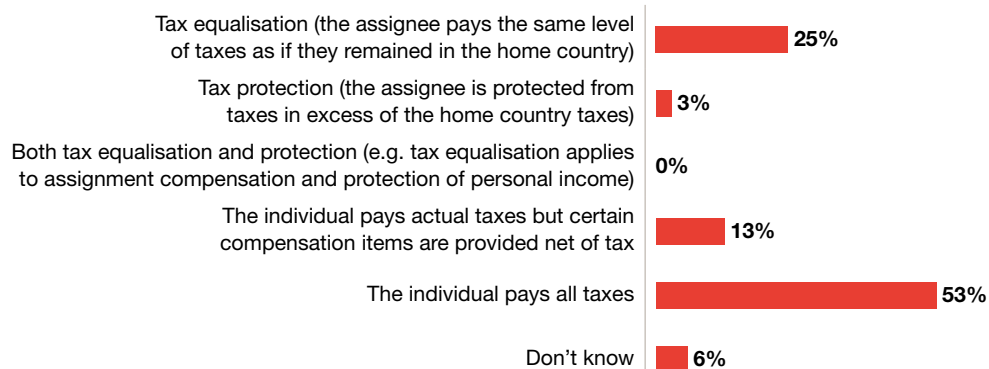 Tax equalisation (the assignee pays the same level
of taxes as if they remained in the home country)
25%
Tax protection (the assignee is protected from
taxes in excess of the home country taxes)
3%
Both tax equalisation and protection (e.g. tax equalisation applies
to assignment compensation and protection of personal income)
0%
The individual pays actual taxes but certain
compensation items are provided net of tax
13%
The individual pays all taxes
53%
Don’t know
6%